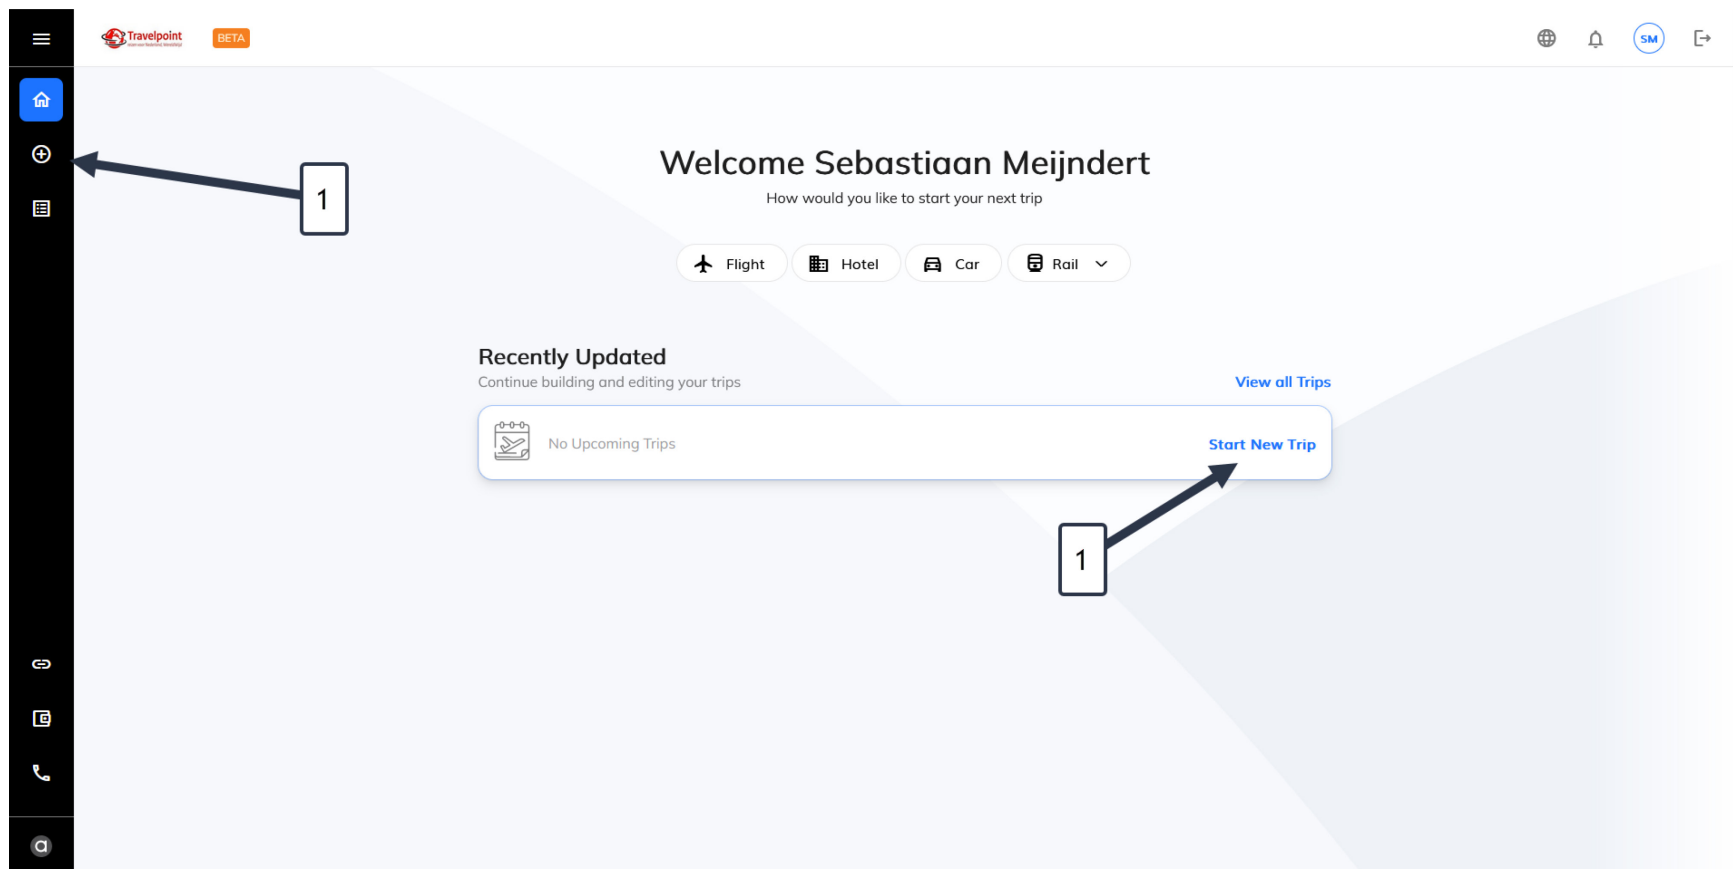 Travelpoint
BETA
SM
1
Welcome Sebastiaan Meijndert
How would you like to start your next trip
Flight
Hotel
Car
Rail
Recently Updated
Continue building and editing your trips
View all Trips
No Upcoming Trips
Start New Trip
1
a